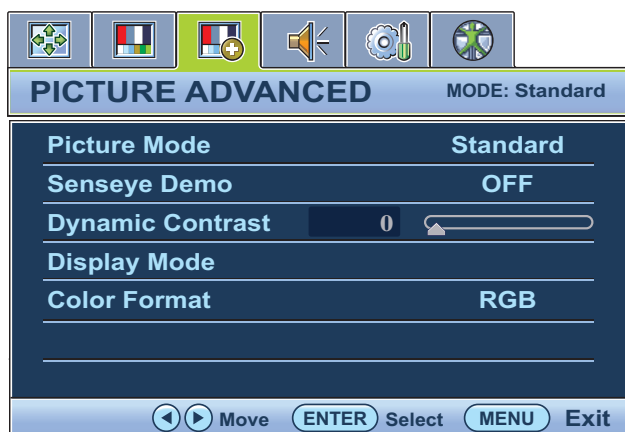 PICTURE ADVANCED MODE: Standard
Picture Mode Standard
Senseye Demo OFF
Dynamic Contrast 0
Display Mode
Color Format RGB
Move ENTER Select MENU Exit